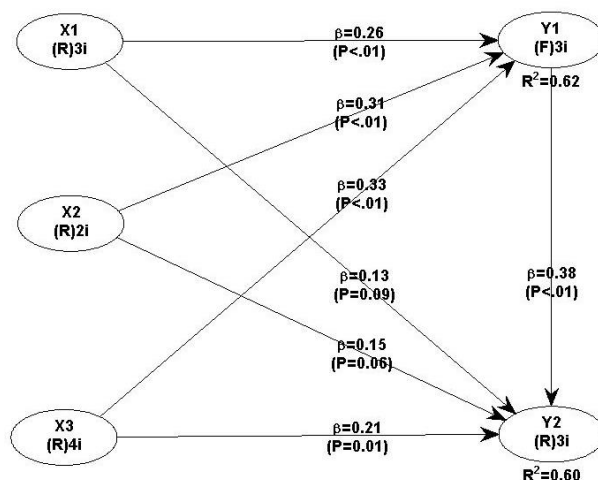 X1
(R)3i
Y1
(F)3i
R²=0.62
β=0.26
(P<.01)
β=0.31
(P<.01)
β=0.33
(P<.01)
X2
(R)2i
β=0.13
(P=0.09)
β=0.38
(P<.01)
β=0.15
(P=0.06)
X3
(R)4i
β=0.21
(P=0.01)
Y2
(R)3i
R²=0.60